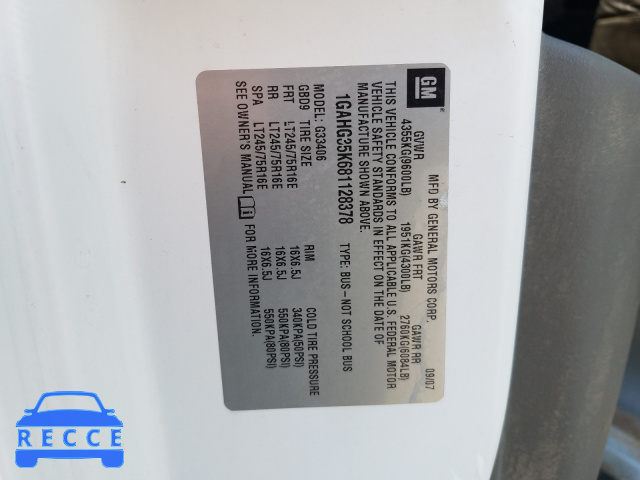 GM
MFD BY GENERAL MOTORS CORP. 09/07
GVWR GAWR FRT GAWR RR
4355KG(9600LB) 1951KG(4300LB) 2760KG(6084LB)
THIS VEHICLE CONFORMS TO ALL APPLICABLE U.S. FEDERAL MOTOR
VEHICLE SAFETY STANDARDS IN EFFECT ON THE DATE OF
MANUFACTURE SHOWN ABOVE.
1GAHG35K681128378 TYPE: BUS-NOT SCHOOL BUS
MODEL: G33406
GBD9 TIRE SIZE RIM COLD TIRE PRESSURE
FRT LT245/75R16E 16X6.5J 340KPA(50PSI)
RR LT245/75R16E 16X6.5J 550KPA(80PSI)
SPA LT245/75R16E 16X6.5J 550KPA(80PSI)
SEE OWNER'S MANUAL FOR MORE INFORMATION.
RECCE